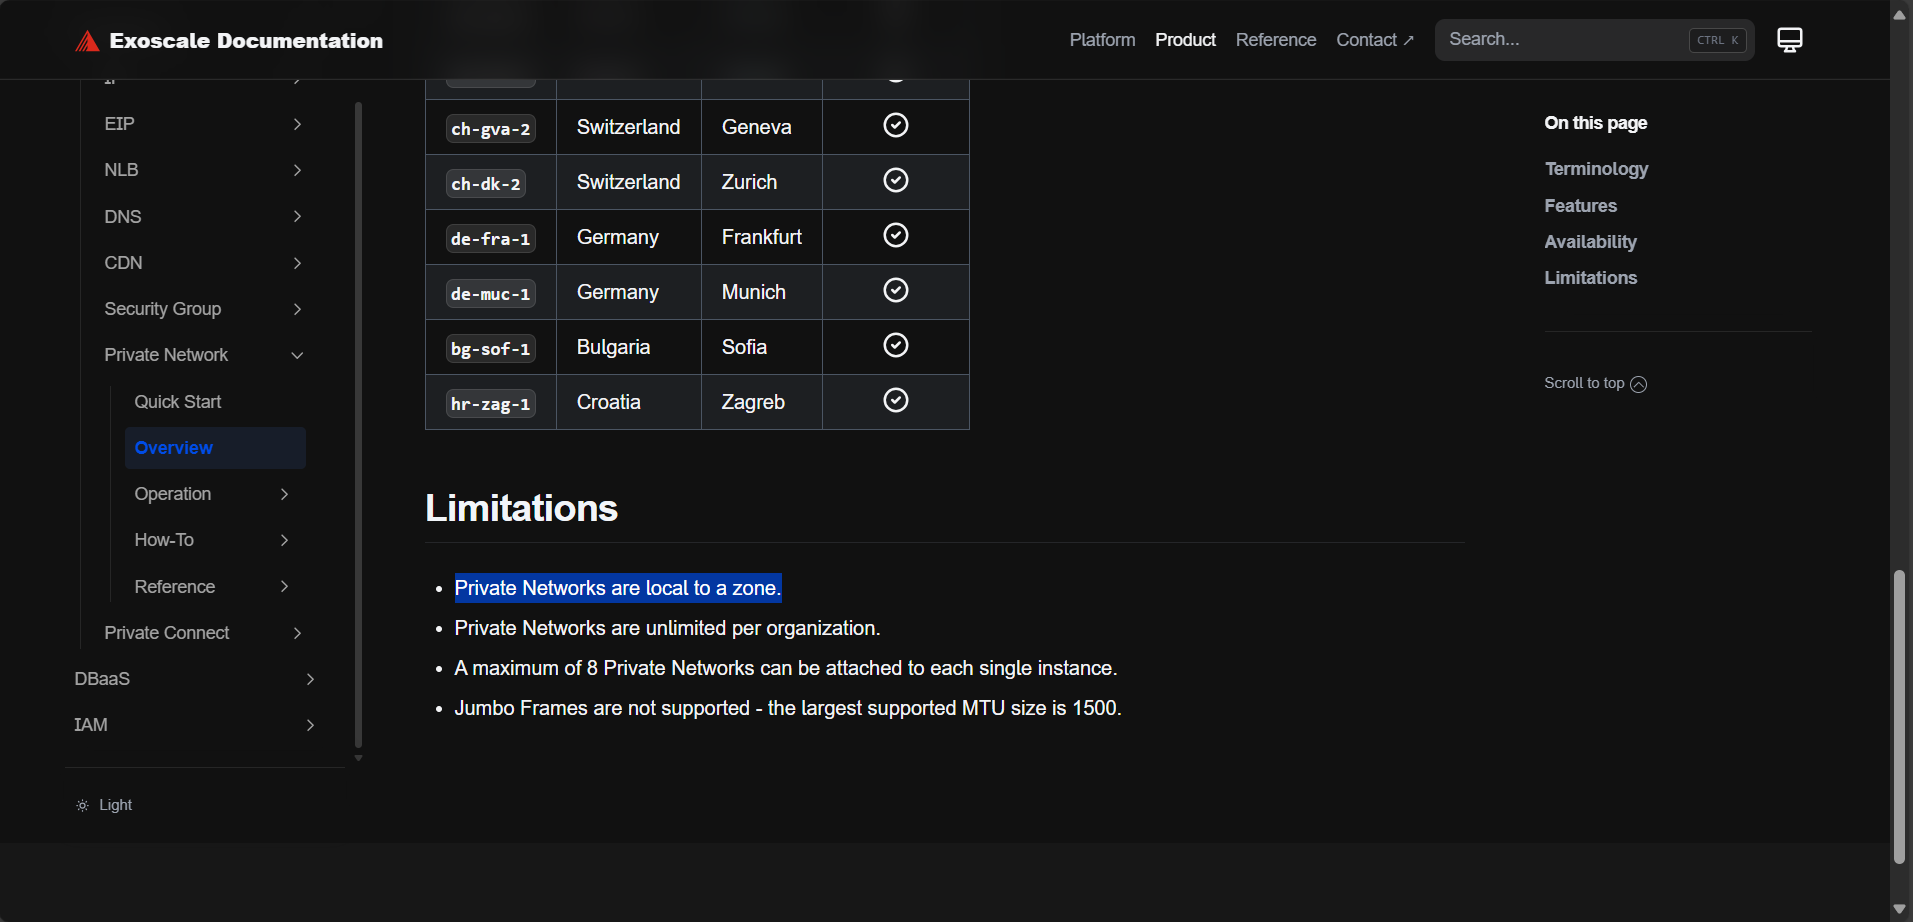 Exoscale Documentation
Platform
Product
Reference
Contact ↗
Search...
CTRL K
EIP
NLB
DNS
CDN
Security Group
Private Network
Quick Start
Overview
Operation
How-To
Reference
Private Connect
DBaaS
IAM
Light
ch-gva-2 Switzerland Geneva
ch-dk-2 Switzerland Zurich
de-fra-1 Germany Frankfurt
de-muc-1 Germany Munich
bg-sof-1 Bulgaria Sofia
hr-zag-1 Croatia Zagreb
Limitations
• Private Networks are local to a zone.
• Private Networks are unlimited per organization.
• A maximum of 8 Private Networks can be attached to each single instance.
• Jumbo Frames are not supported - the largest supported MTU size is 1500.
On this page
Terminology
Features
Availability
Limitations
Scroll to top